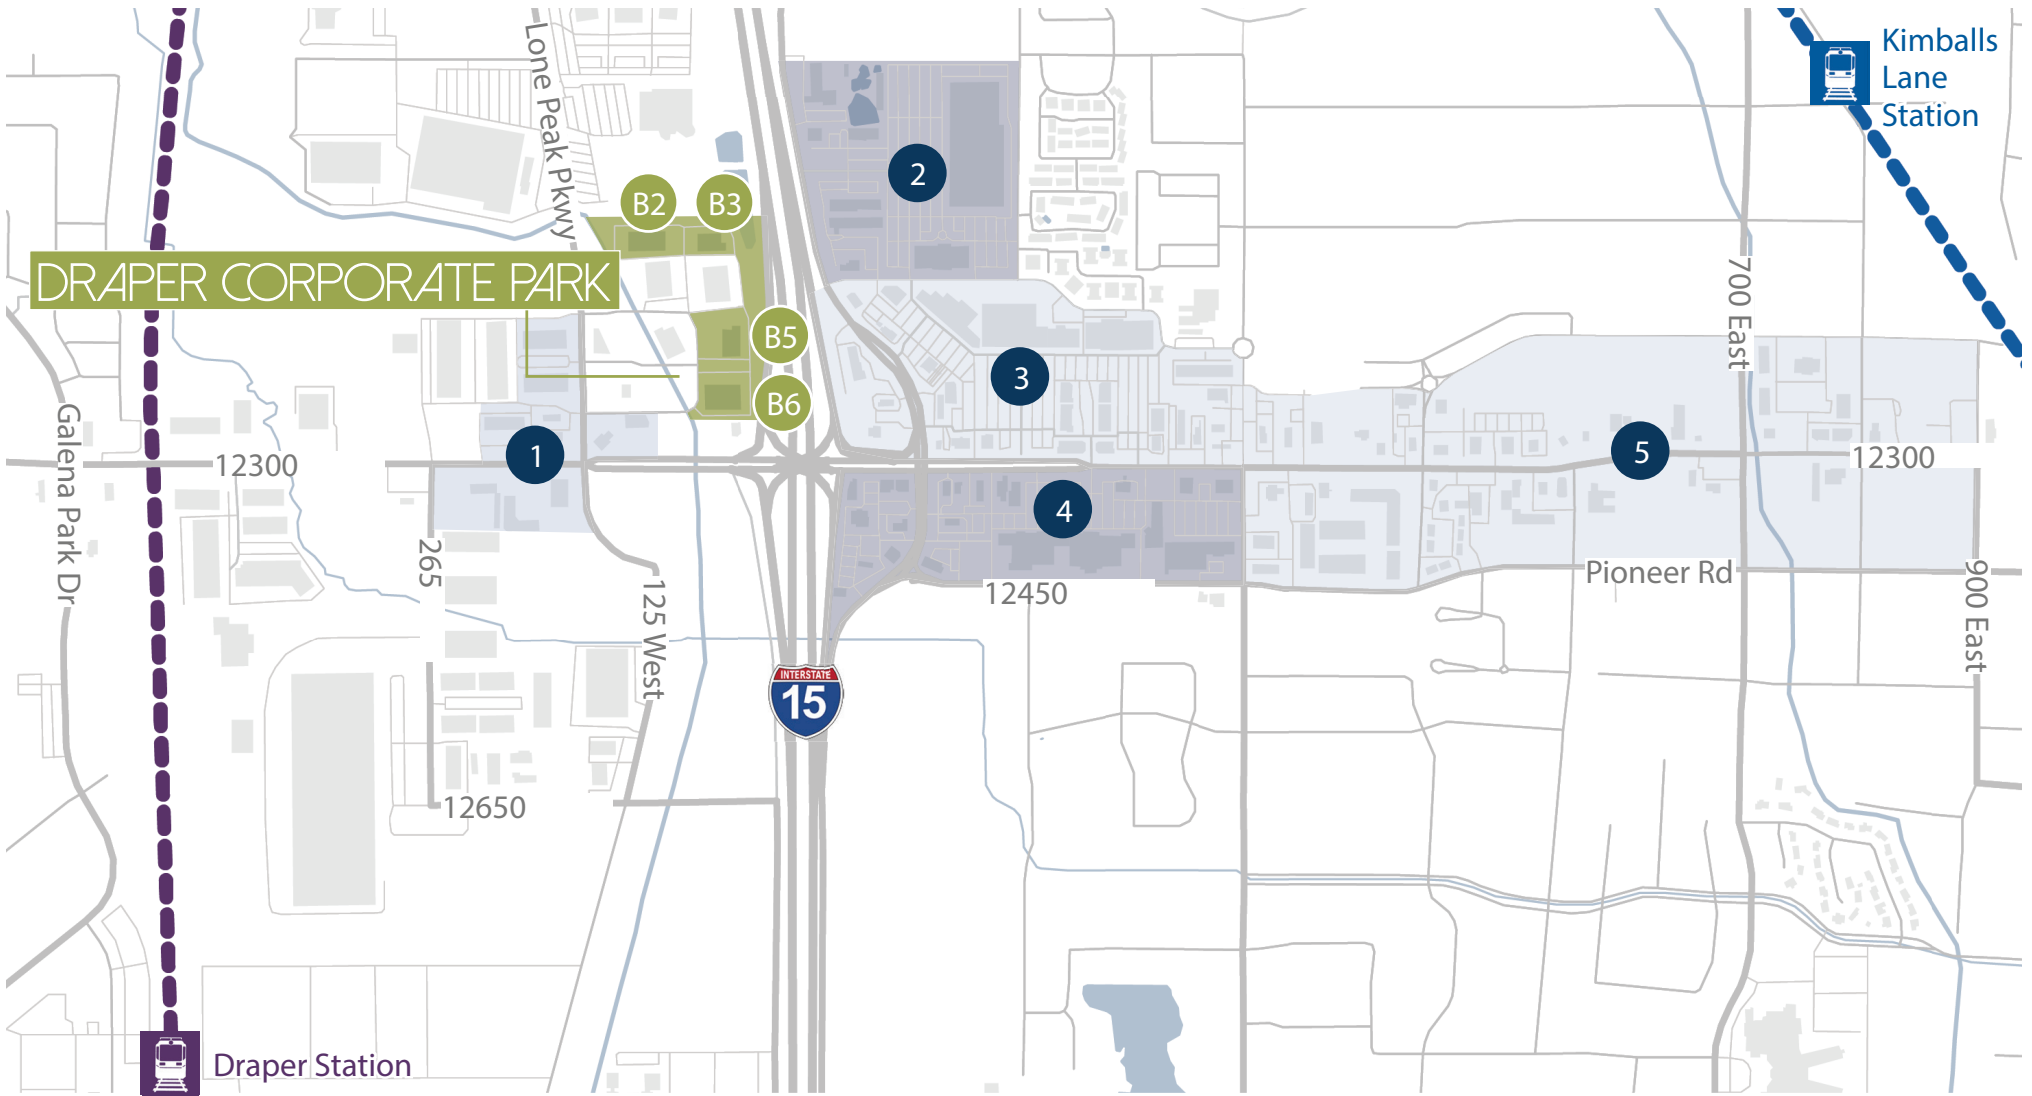 Kimballs
Lane
Station
Lone Peak Pkwy
2
B2
B3
DRAPER CORPORATE PARK
700 East
B5
3
B6
Galena Park Dr
1
12300
5
12300
4
265
125 West
12450
Pioneer Rd
900 East
INTERSTATE
15
12650
Draper Station